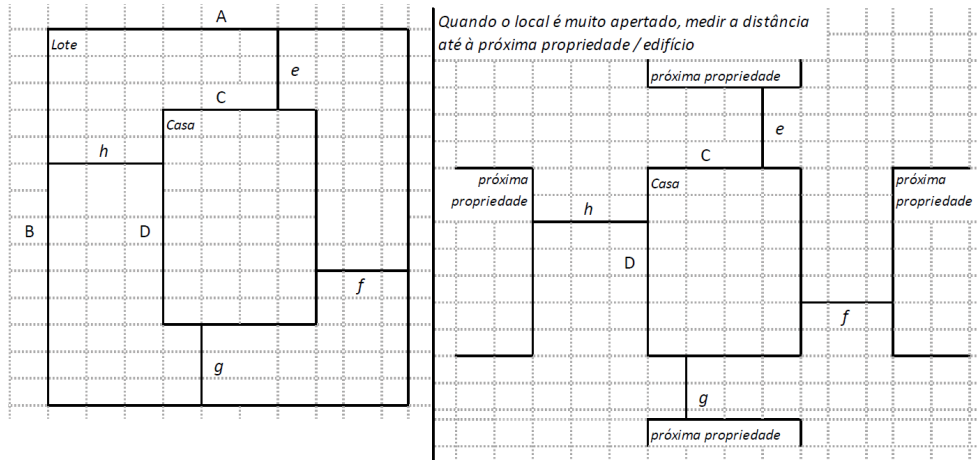 A
Lote
e
C
Casa
h
B
D
f
g
Quando o local é muito apertado, medir a distância
até à próxima propriedade / edifício
próxima propriedade
e
C
próxima
propriedade
Casa
próxima
propriedade
h
D
f
g
próxima propriedade